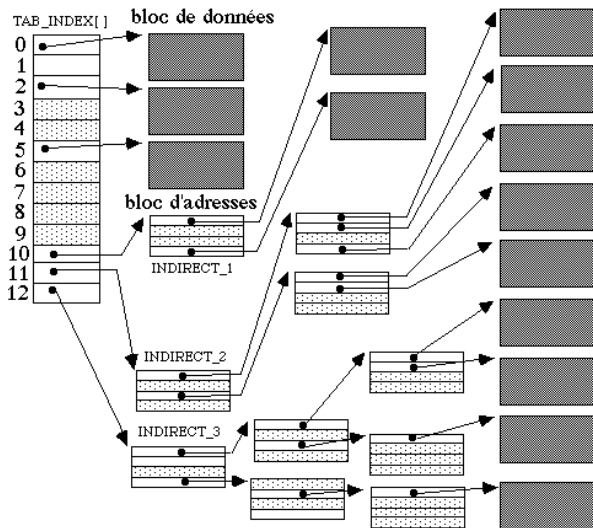 TAB_INDEX[ ]
bloc de données
0
1
2
3
4
5
6
7
8
9
10
11
12
bloc d'adresses
INDIRECT_1
INDIRECT_2
INDIRECT_3